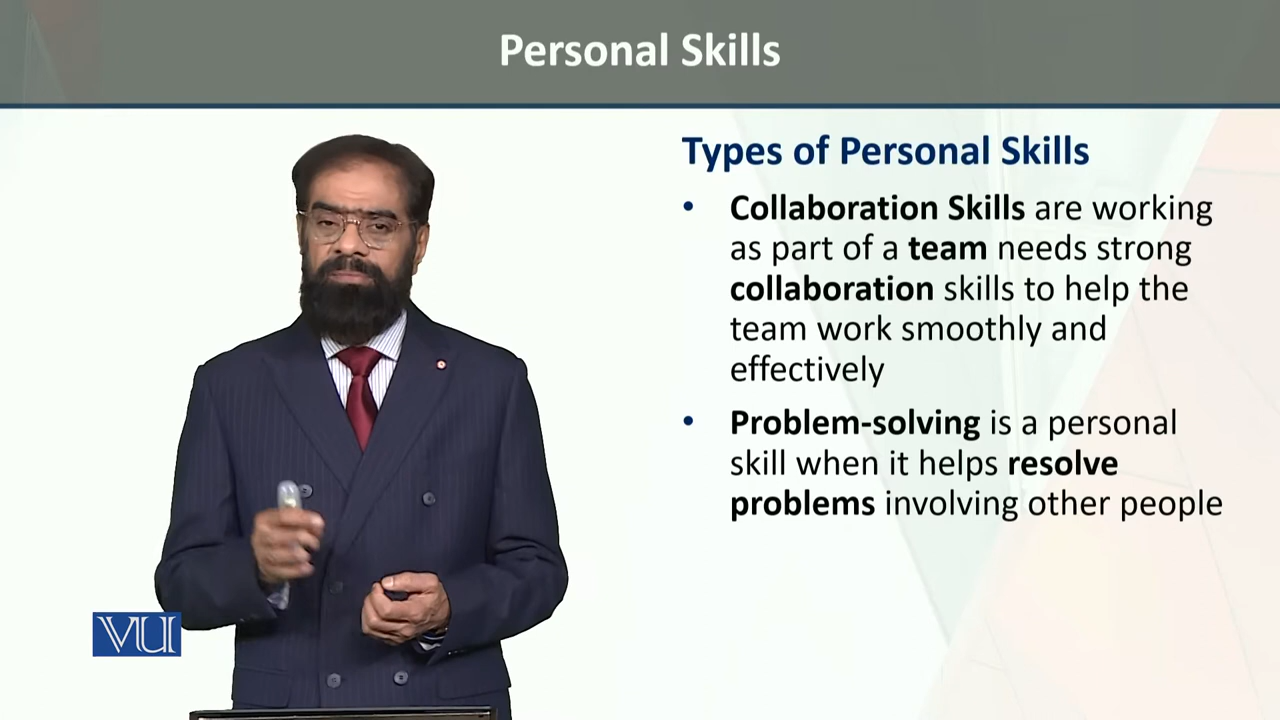 Personal Skills
Types of Personal Skills
• Collaboration Skills are working
as part of a team needs strong
collaboration skills to help the
team work smoothly and
effectively
• Problem-solving is a personal
skill when it helps resolve
problems involving other people
VU